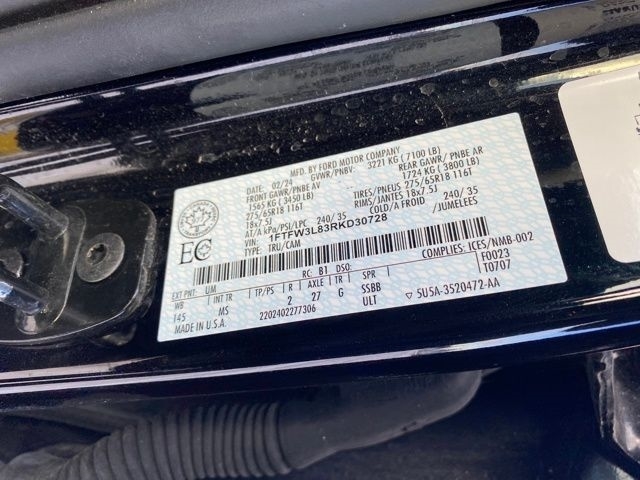 MFD. BY FORD MOTOR COMPANY
02/24 GVWR/PNBV: 3221 KG ( 7100 LB)
FRONT GAWR/PNBE AV REAR GAWR/ PNBE AR
1565 KG ( 3450 LB) 1724 KG ( 3800 LB)
275/65R18 116T TIRES/PNEUS 275/65R18 116T
18x7.5J RIMS/JANTES 18x7.5J
AT/A kPa/PSI/LPC 240/ 35 COLD/A FROID 240/ 35
VIN: 1FTFW3L83RKD30728 /JUMELEES
TYPE: TRU/CAM
EC
COMPLIES: ICES/NMB-002
EXT PNT: UM RC: B1 DSO: F0023
WB INT TR TP/PS R AXLE TR SPR T0707
145 MS 2 27 G SSBB
ULT
MADE IN U.S.A. 2202402277306 ▽ 5U5A-3520472-AA